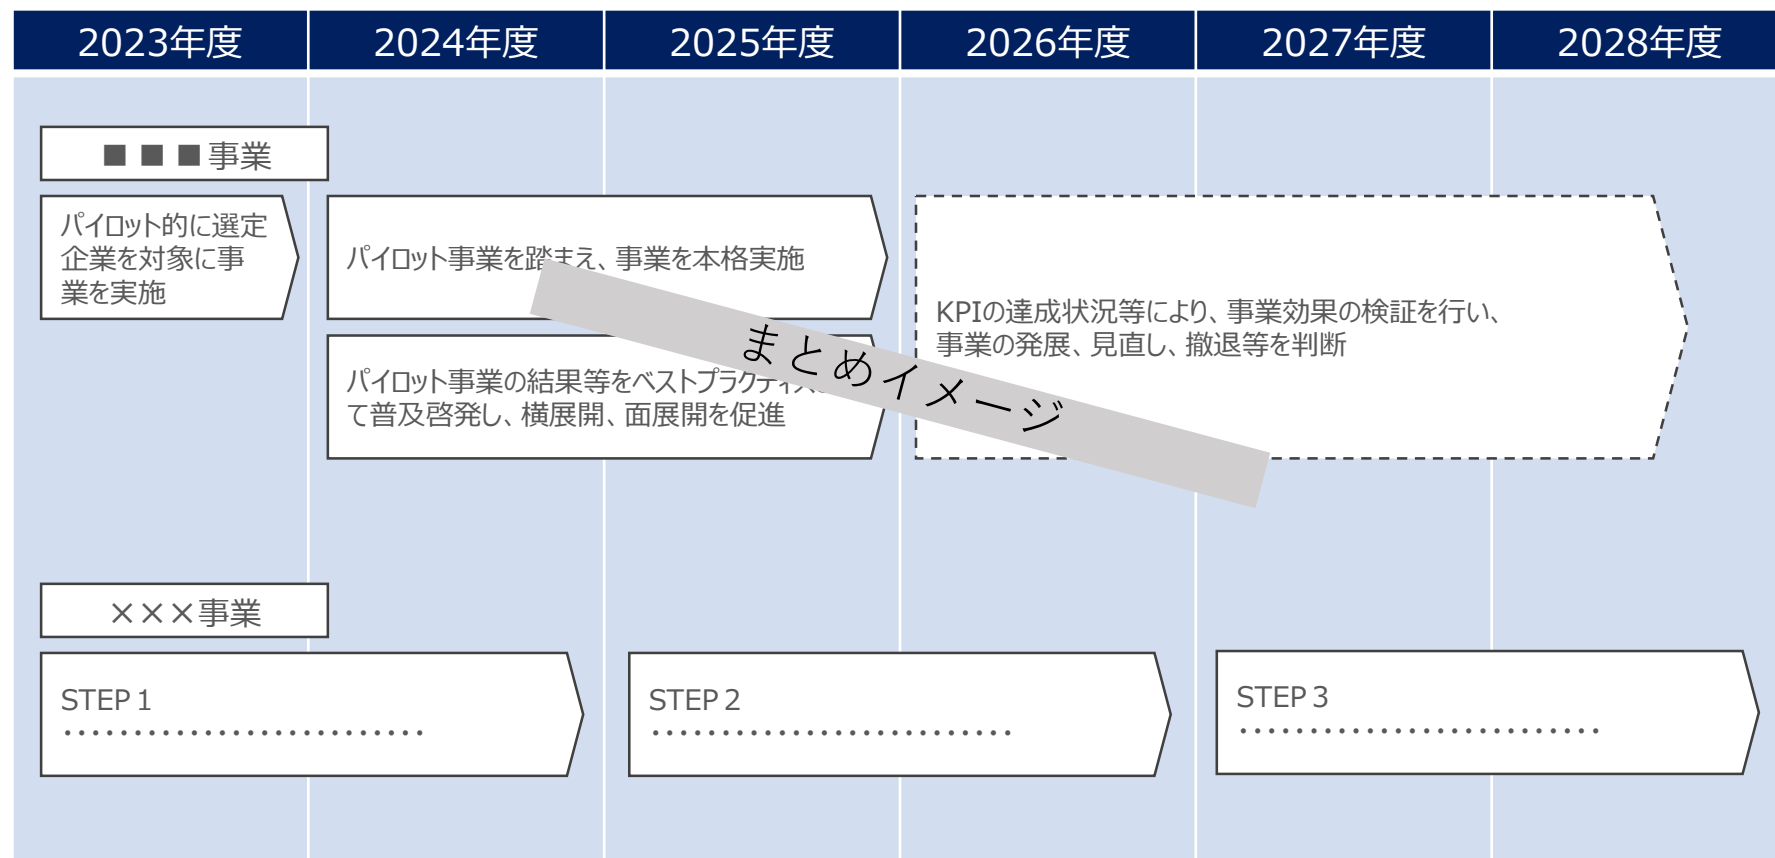 2023年度
2024年度
2025年度
2026年度
2027年度
2028年度
■ ■ ■ 事業
パイロット的に選定
企業を対象に事
業を実施
パイロット事業を踏まえ、事業を本格実施
パイロット事業の結果等をベストプラクティス
て普及啓発し、横展開、面展開を促進
KPIの達成状況等により、事業効果の検証を行い、
事業の発展、見直し、撤退等を判断
まとめイメージ
×××事業
STEP 1
・・・・・・・・・・・・・・・・・・・・・・・・・・
STEP 2
・・・・・・・・・・・・・・・・・・・・・・・・・・
STEP 3
・・・・・・・・・・・・・・・・・・・・・・・・・・